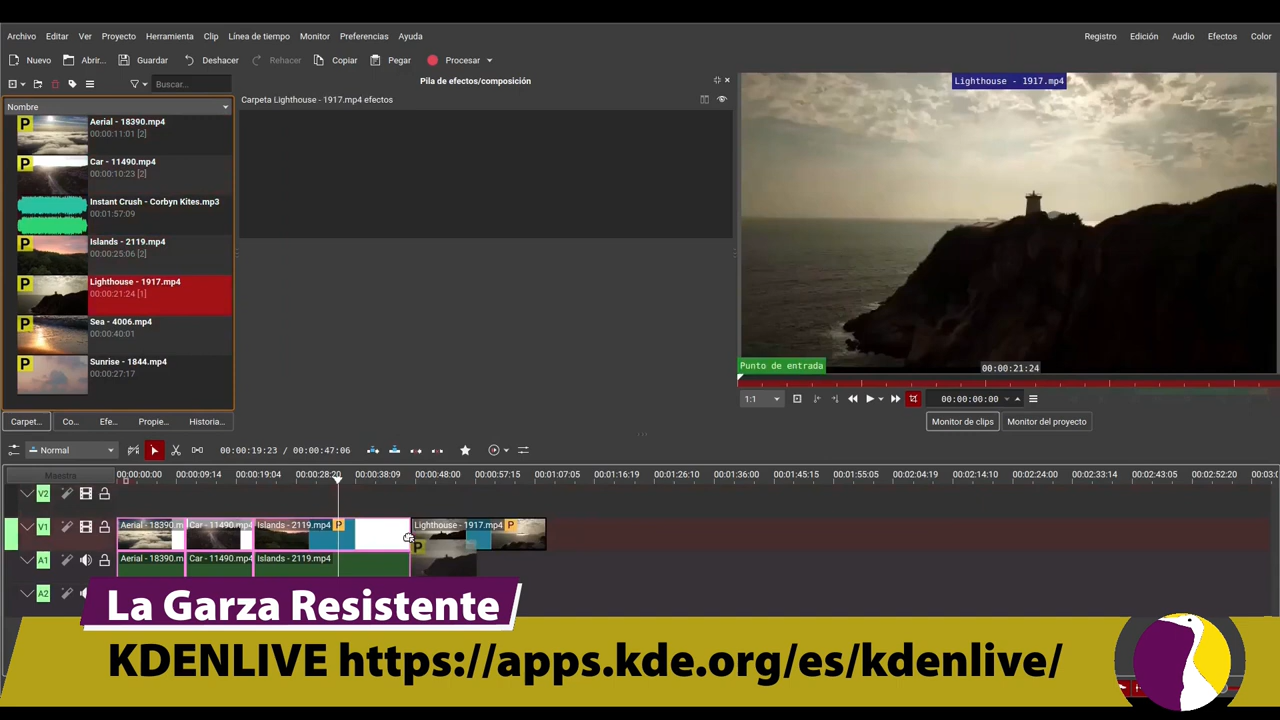 Archivo Editar Ver Proyecto Herramienta Clip Línea de tiempo Monitor Preferencias Ayuda Registro Edición Audio Efectos Color
Nuevo Abrir... Guardar Deshacer Rehacer Copiar Pegar Procesar
Buscar... Pila de efectos/composición
Nombre
Carpeta Lighthouse - 1917.mp4 efectos
P Aerial - 18390.mp4
00:00:11:01 [2]
P Car - 11490.mp4
00:00:10:23 [2]
Instant Crush - Corbyn Kites.mp3
00:01:57:09
P Islands - 2119.mp4
00:00:25:06 [2]
P Lighthouse - 1917.mp4
00:00:21:24 [1]
P Sea - 4006.mp4
00:00:40:01
P Sunrise - 1844.mp4
00:00:27:17
Lighthouse - 1917.mp4
Punto de entrada 00:00:21:24
1:1 00:00:00:00
Carpet... Co... Efe... Propie... Historia... Monitor de clips Monitor del proyecto
Normal 00:00:19:23 / 00:00:47:06
Maestra 00:00:00:00 00:00:09:14 00:00:19:04 00:00:28:20 00:00:38:09 00:00:48:00 00:00:57:15 00:01:07:05 00:01:16:19 00:01:26:10 00:01:36:00 00:01:45:15 00:01:55:05 00:02:04:19 00:02:14:10 00:02:24:00 00:02:33:14 00:02:43:05 00:02:52:20 00:03:0
V2
V1 Aerial - 18390.m Car - 11490.mp4 Islands - 2119.mp4 P Lighthouse - 1917.mp4 P
P
A1 Aerial - 18390.m Car - 11490.mp4 Islands - 2119.mp4
A2
La Garza Resistente
KDENLIVE https://apps.kde.org/es/kdenlive/